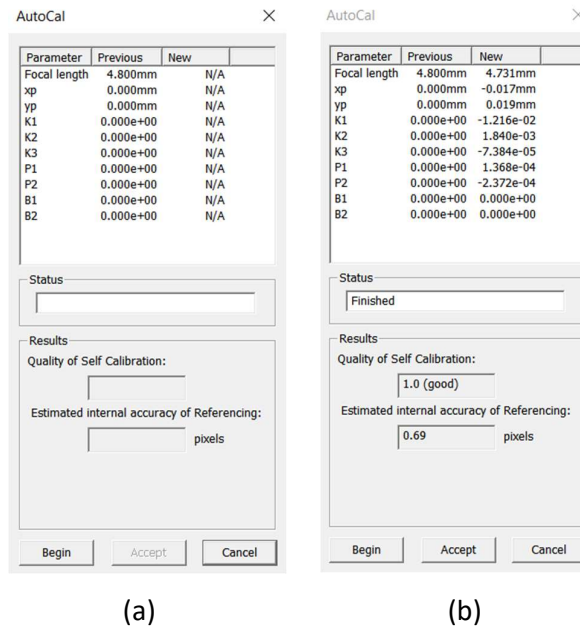 AutoCal
Parameter Previous New
Focal length 4.800mm N/A
xp 0.000mm N/A
yp 0.000mm N/A
K1 0.000e+00 N/A
K2 0.000e+00 N/A
K3 0.000e+00 N/A
P1 0.000e+00 N/A
P2 0.000e+00 N/A
B1 0.000e+00 N/A
B2 0.000e+00 N/A
Status
Results
Quality of Self Calibration:
Estimated internal accuracy of Referencing:
pixels
Begin Accept Cancel
(a)
AutoCal
Parameter Previous New
Focal length 4.800mm 4.731mm
xp 0.000mm -0.017mm
yp 0.000mm 0.019mm
K1 0.000e+00 -1.216e-02
K2 0.000e+00 1.840e-03
K3 0.000e+00 -7.384e-05
P1 0.000e+00 1.368e-04
P2 0.000e+00 -2.372e-04
B1 0.000e+00 0.000e+00
B2 0.000e+00 0.000e+00
Status
Finished
Results
Quality of Self Calibration:
1.0 (good)
Estimated internal accuracy of Referencing:
0.69 pixels
Begin Accept Cancel
(b)